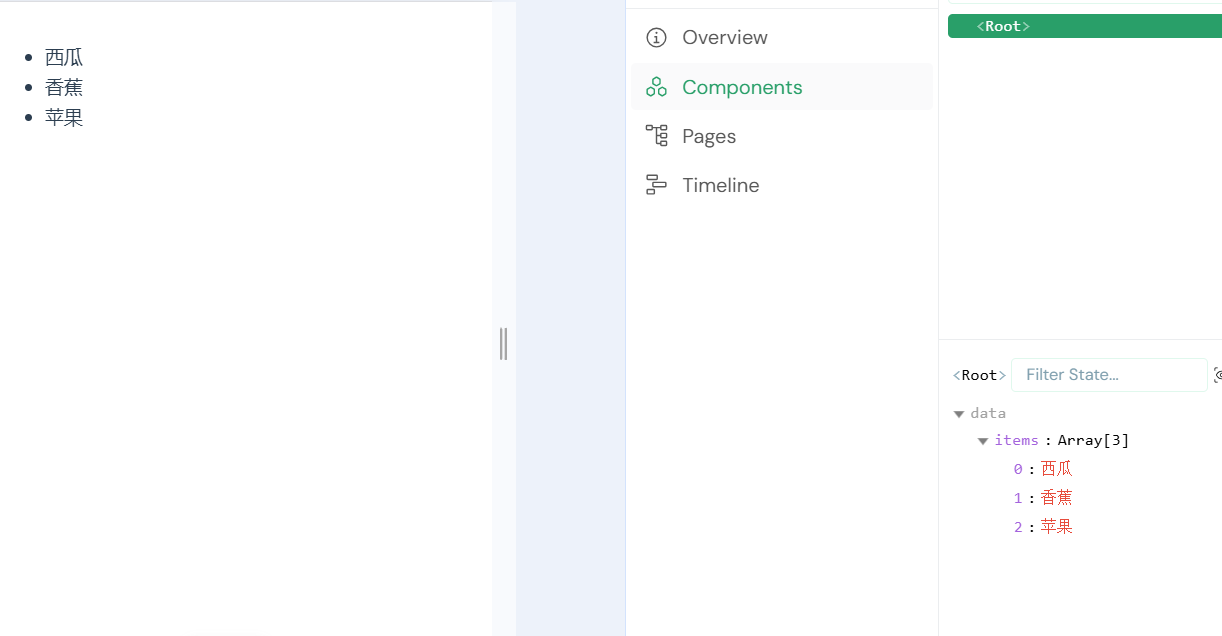 西瓜
香蕉
苹果
Overview
Components
Pages
Timeline
<Root>
<Root> Filter State...
data
items : Array[3]
0 : 西瓜
1 : 香蕉
2 : 苹果